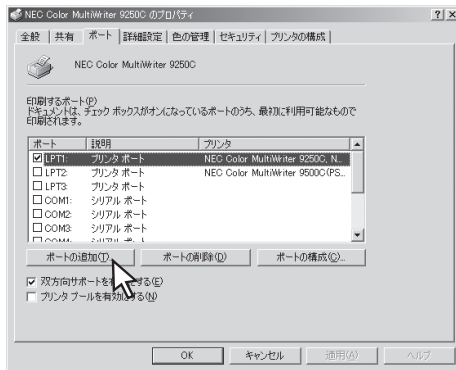 NEC Color MultiWriter 9250C のプロパティ
全般 共有 ポート 詳細設定 色の管理 セキュリティ プリンタの構成
NEC Color MultiWriter 9250C
印刷するポート(P)
ドキュメントは、チェック ボックスがオンになっているポートのうち、最初に利用可能なもので
印刷されます。
ポート 説明 プリンタ
LPT1: プリンタ ポート NEC Color MultiWriter 9250C, N...
LPT2: プリンタ ポート NEC Color MultiWriter 9500C(PS...
LPT3: プリンタ ポート
COM1: シリアル ポート
COM2: シリアル ポート
COM3: シリアル ポート
COM4: シリアル ポート
ポートの追加(T)... ポートの削除(D) ポートの構成(C)...
双方向サポートを有効にする(E)
プリンタ プールを有効にする(N)
OK キャンセル 適用(A) ヘルプ